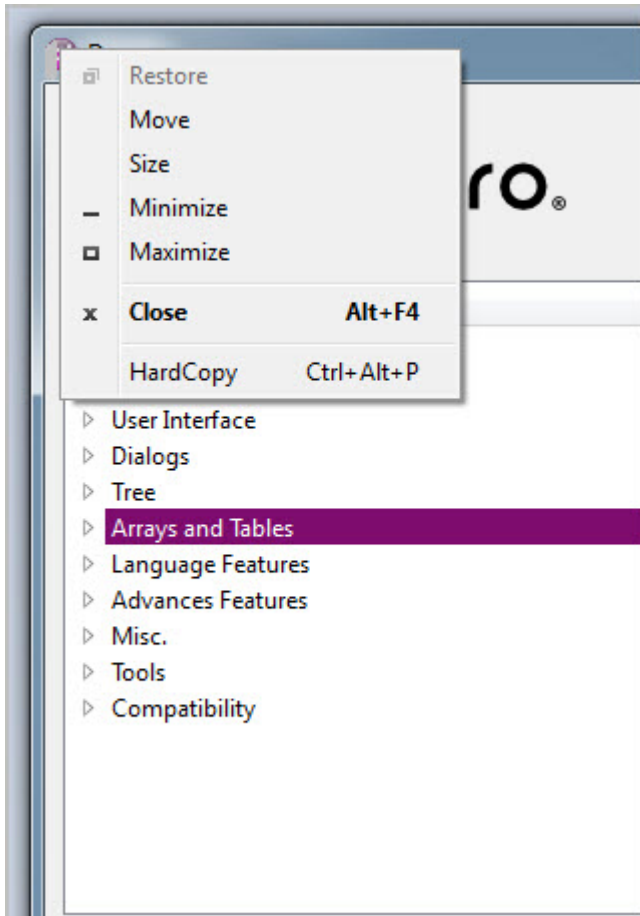 Restore
Move
Size
Minimize
Maximize
Close Alt+F4
HardCopy Ctrl+Alt+P
ro®
User Interface
Dialogs
Tree
Arrays and Tables
Language Features
Advances Features
Misc.
Tools
Compatibility